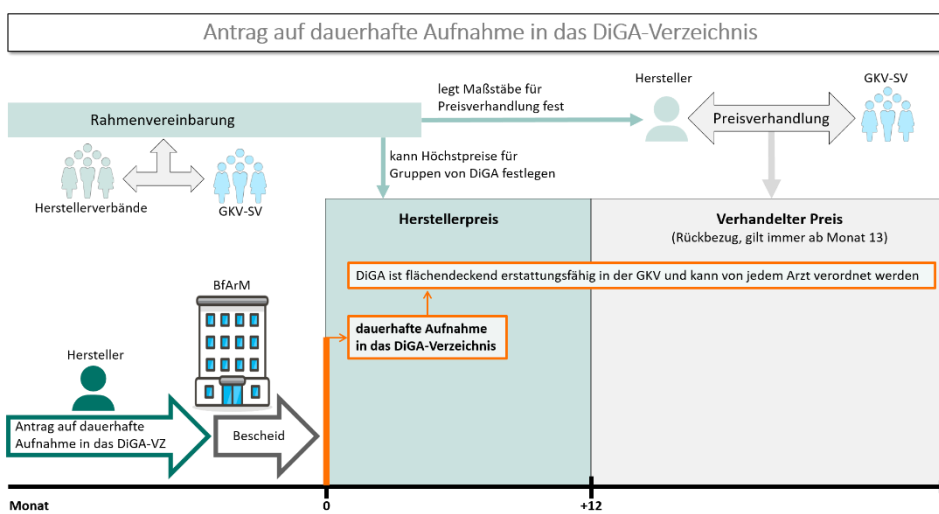 Antrag auf dauerhafte Aufnahme in das DiGA-Verzeichnis
Hersteller
GKV-SV
legt Maßstäbe für
Preisverhandlung fest
Rahmenvereinbarung
Preisverhandlung
kann Höchstpreise für
Gruppen von DiGA festlegen
Herstellerverbände
GKV-SV
Herstellerpreis
Verhandelter Preis
(Rückbezug, gilt immer ab Monat 13)
DiGA ist flächendeckend erstattungsfähig in der GKV und kann von jedem Arzt verordnet werden
BfArM
dauerhafte Aufnahme
in das DiGA-Verzeichnis
Hersteller
Antrag auf dauerhafte
Aufnahme in das DiGA-VZ
Bescheid
Monat
0
+12